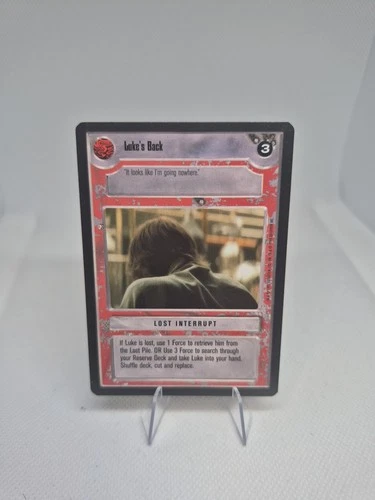 Luke's Back
3
"It looks like I'm going nowhere."
LOST INTERRUPT
If Luke is lost, use 1 Force to retrieve him from
the Lost Pile. OR Use 3 Force to search through
your Reserve Deck and take Luke into your hand.
Shuffle deck, cut and replace.